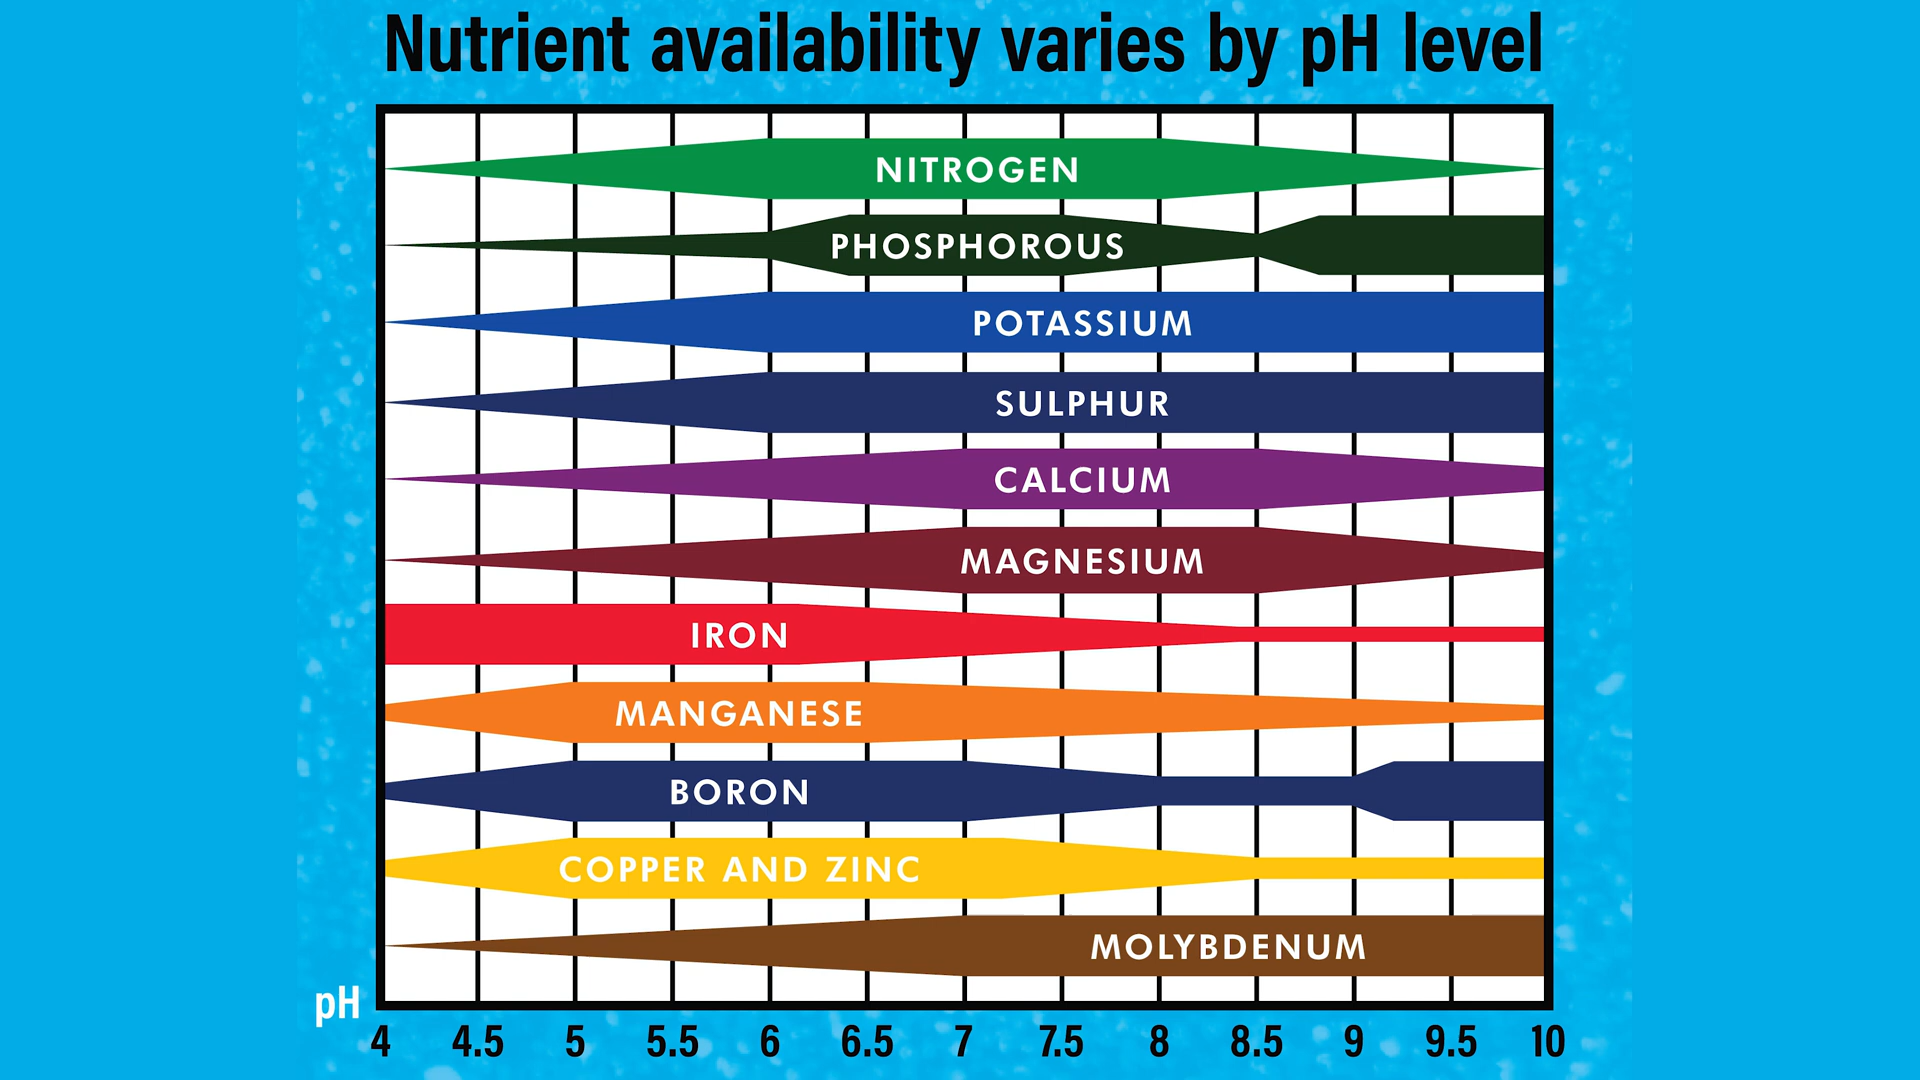 Nutrient availability varies by pH level
NITROGEN
PHOSPHOROUS
POTASSIUM
SULPHUR
CALCIUM
MAGNESIUM
IRON
MANGANESE
BORON
COPPER AND ZINC
MOLYBDENUM
pH
4 4.5 5 5.5 6 6.5 7 7.5 8 8.5 9 9.5 10